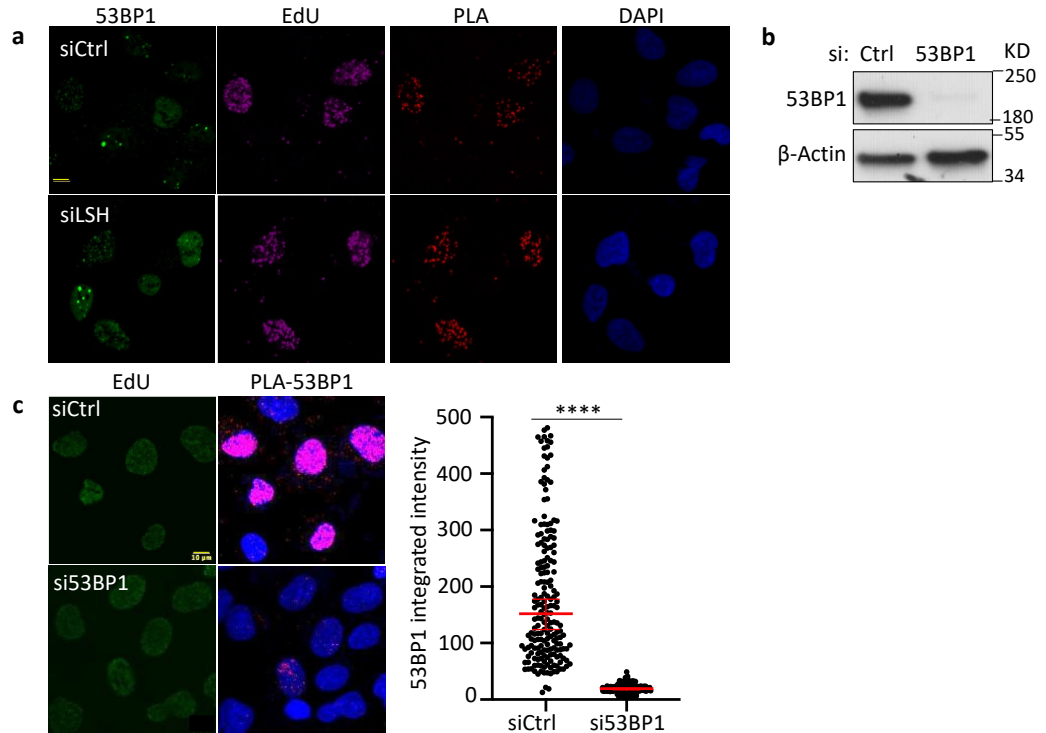 53BP1 EdU PLA DAPI
a
siCtrl
siLSH
b
si: Ctrl 53BP1 KD
250
53BP1
180
55
β-Actin
34
EdU PLA-53BP1
c
siCtrl
10 μm
si53BP1
53BP1 integrated intensity
****
500
400
300
200
100
0
siCtrl si53BP1